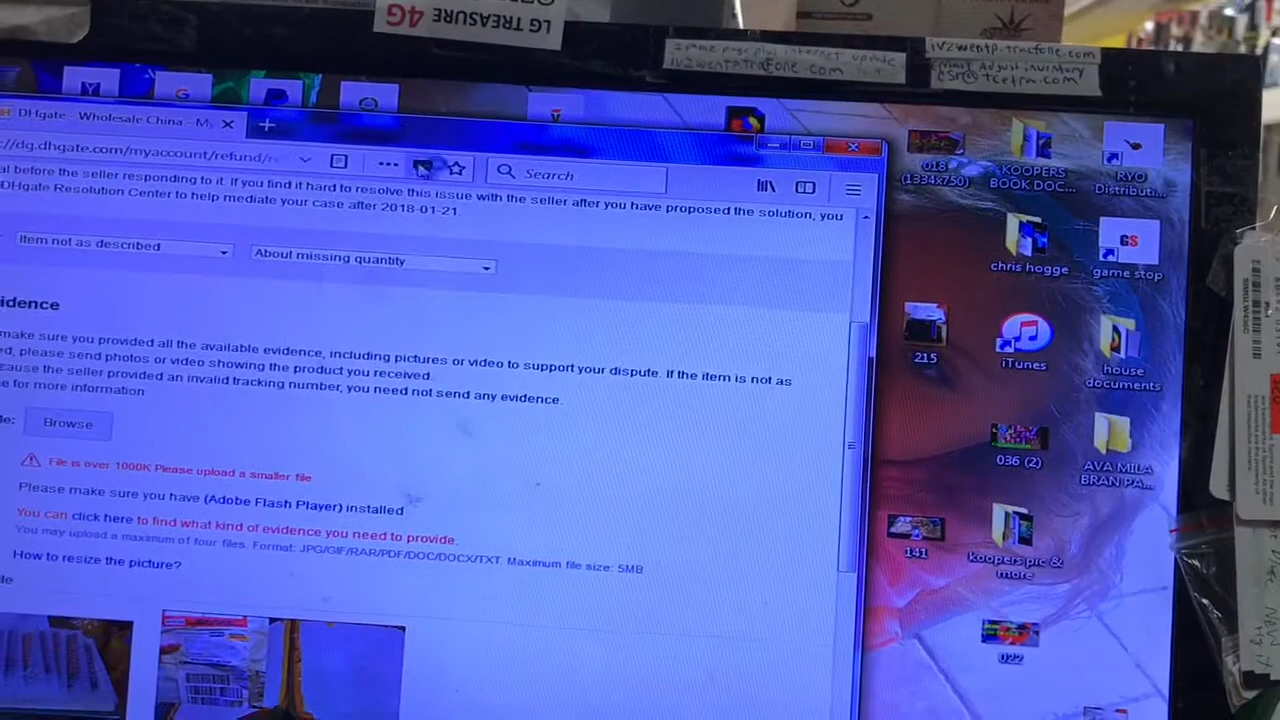 LG TREASURE
4G
iv2wentp.tracfone.com
iv2wentp.tracfone.com
DHgate - Wholesale China - My
://dg.dhgate.com/myaccount/refund/r
Search
al before the seller responding to it. If you find it hard to resolve this issue with the seller after you have proposed the solution, you
DHgate Resolution Center to help mediate your case after 2018-01-21.
Item not as described
About missing quantity
idence
make sure you provided all the available evidence, including pictures or video to support your dispute. If the item is not as
ed, please send photos or video showing the product you received.
cause the seller provided an invalid tracking number, you need not send any evidence.
e for more information
le:
Browse
File is over 1000K Please upload a smaller file
Please make sure you have (Adobe Flash Player) installed
You can click here to find what kind of evidence you need to provide.
You may upload a maximum of four files. Format: JPG/GIF/RAR/PDF/DOC/DOCX/TXT. Maximum file size: 5MB
How to resize the picture?
le
018
(1334x750)
KOOPERS
BOOK DOC...
RYO
Distributi...
chris hogge
GS
game stop
215
iTunes
house
documents
036 (2)
AVA MILA
BRAN PA...
141
koopers pic &
more
022